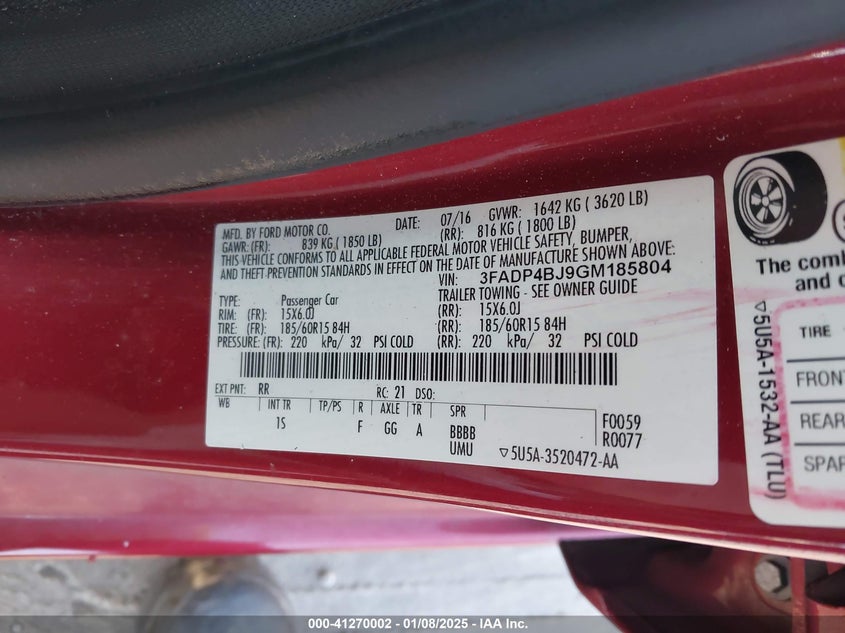 MFD. BY FORD MOTOR CO. DATE: 07/16 GVWR: 1642 KG ( 3620 LB)
GAWR: (FR): 839 KG ( 1850 LB) (RR): 816 KG ( 1800 LB)
THIS VEHICLE CONFORMS TO ALL APPLICABLE FEDERAL MOTOR VEHICLE SAFETY, BUMPER,
AND THEFT PREVENTION STANDARDS IN EFFECT ON THE DATE OF MANUFACTURE SHOWN ABOVE.
VIN: 3FADP4BJ9GM185804
TYPE: Passenger Car TRAILER TOWING - SEE OWNER GUIDE
RIM: (FR): 15X6.0J (RR): 15X6.0J
TIRE: (FR): 185/60R15 84H (RR): 185/60R15 84H
PRESSURE: (FR): 220 kPa/ 32 PSI COLD (RR): 220 kPa/ 32 PSI COLD
EXT PNT: RR RC: 21 DSO:
WB INT TR TP/PS R AXLE TR SPR
1S F GG A BBBB F0059
UMU R0077
▽5U5A-3520472-AA
The comb
and c
TIRE
FRONT
REAR
SPAR
▽5U5A-1532-AA (TLU)
000-41270002 - 01/08/2025 - IAA Inc.